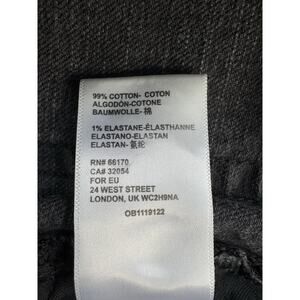 99% COTTON- COTON
ALGODÓN-COTONE
BAUMWOLLE- 棉
1% ELASTANE-ÉLASTHANNE
ELASTANO-ELASTAN
ELASTAN- 氨纶
RN# 66170
CA# 32054
FOR EU
24 WEST STREET
LONDON, UK WC2H9NA
OB1119122